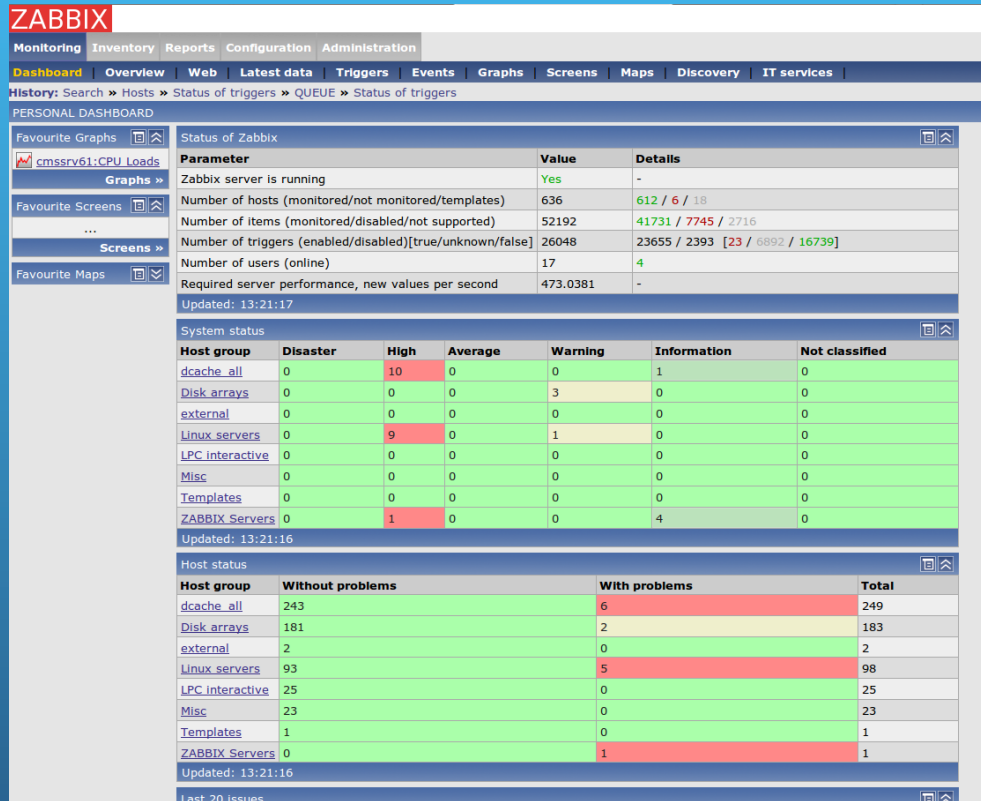 ZABBIX
Monitoring Inventory Reports Configuration Administration
Dashboard | Overview | Web | Latest data | Triggers | Events | Graphs | Screens | Maps | Discovery | IT services |
History: Search » Hosts » Status of triggers » QUEUE » Status of triggers
PERSONAL DASHBOARD
Favourite Graphs
cmssrv61:CPU Loads
Graphs »
Favourite Screens
...
Screens »
Favourite Maps
Status of Zabbix
Parameter Value Details
Zabbix server is running Yes -
Number of hosts (monitored/not monitored/templates) 636 612 / 6 / 18
Number of items (monitored/disabled/not supported) 52192 41731 / 7745 / 2716
Number of triggers (enabled/disabled)[true/unknown/false] 26048 23655 / 2393 [23 / 6892 / 16739]
Number of users (online) 17 4
Required server performance, new values per second 473.0381 -
Updated: 13:21:17
System status
Host group Disaster High Average Warning Information Not classified
dcache_all 0 10 0 0 1 0
Disk arrays 0 0 0 3 0 0
external 0 0 0 0 0 0
Linux servers 0 9 0 1 0 0
LPC interactive 0 0 0 0 0 0
Misc 0 0 0 0 0 0
Templates 0 0 0 0 0 0
ZABBIX Servers 0 1 0 0 4 0
Updated: 13:21:16
Host status
Host group Without problems With problems Total
dcache_all 243 6 249
Disk arrays 181 2 183
external 2 0 2
Linux servers 93 5 98
LPC interactive 25 0 25
Misc 23 0 23
Templates 1 0 1
ZABBIX Servers 0 1 1
Updated: 13:21:16
Last 20 issues